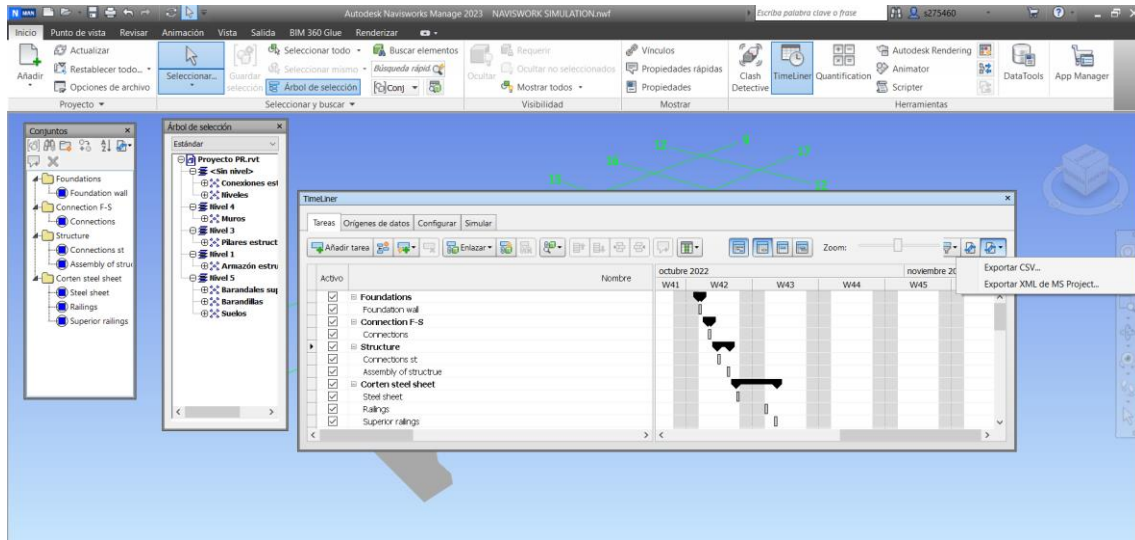 N MAN
Autodesk Navisworks Manage 2023 NAVISWORK SIMULATION.nwf
Escriba palabra clave o frase
s275460
Inicio Punto de vista Revisar Animación Vista Salida BIM 360 Glue Renderizar
Añadir
Actualizar
Restablecer todo...
Opciones de archivo
Proyecto
Seleccionar...
Guardar selección
Seleccionar todo
Seleccionar mismo
Árbol de selección
Buscar elementos
Búsqueda rápid
Conj
Seleccionar y buscar
Ocultar
Requerir
Ocultar no seleccionados
Mostrar todos
Visibilidad
Vínculos
Propiedades rápidas
Propiedades
Mostrar
Clash Detective
TimeLiner
Quantification
Autodesk Rendering
Animator
Scripter
Herramientas
DataTools
App Manager
Conjuntos
Foundations
Foundation wall
Connection F-S
Connections
Structure
Connections st
Assembly of stru
Corten steel sheet
Steel sheet
Railings
Superior railings
Árbol de selección
Estándar
Proyecto PR.rvt
<Sin nivel>
Conexiones est
Niveles
Nivel 4
Muros
Nivel 3
Pilares estruct
Nivel 1
Armazón estru
Nivel 5
Barandales su
Barandillas
Suelos
TimeLiner
Tareas Orígenes de datos Configurar Simular
Añadir tarea
Enlazar
Zoom:
Exportar CSV...
Exportar XML de MS Project...
Activo Nombre
octubre 2022 noviembre 20
W41 W42 W43 W44 W45
Foundations
Foundation wall
Connection F-S
Connections
Structure
Connections st
Assembly of structrue
Corten steel sheet
Steel sheet
Railings
Superior railings